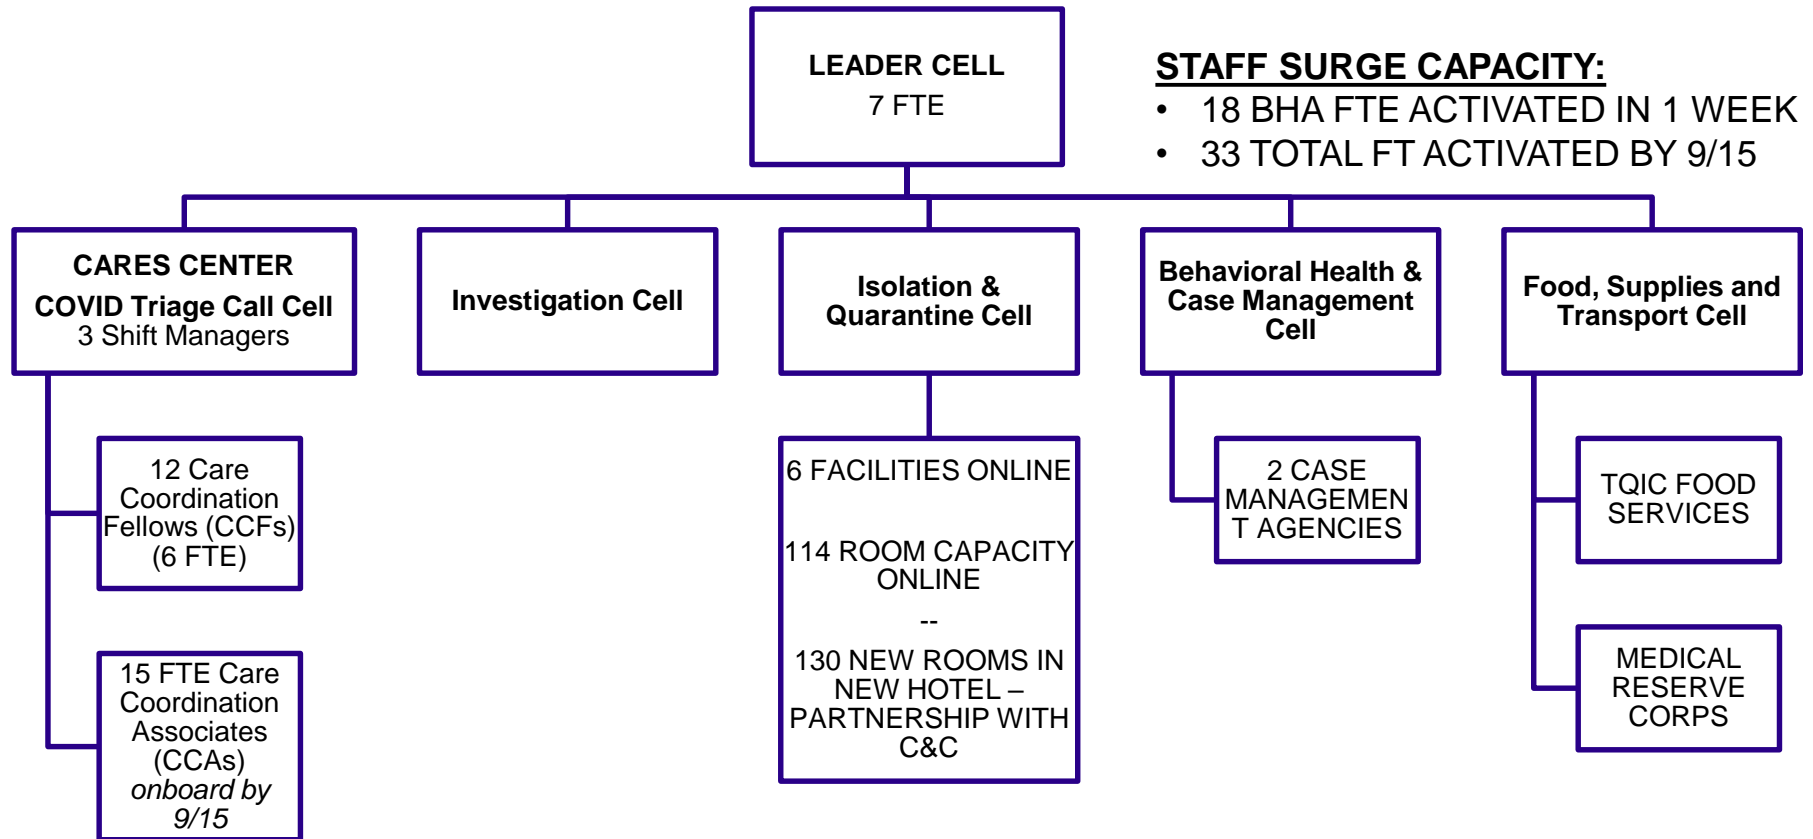 LEADER CELL
7 FTE
STAFF SURGE CAPACITY:
• 18 BHA FTE ACTIVATED IN 1 WEEK
• 33 TOTAL FT ACTIVATED BY 9/15
CARES CENTER
COVID Triage Call Cell
3 Shift Managers
Investigation Cell
Isolation &
Quarantine Cell
Behavioral Health &
Case Management
Cell
Food, Supplies and
Transport Cell
12 Care
Coordination
Fellows (CCFs)
(6 FTE)
15 FTE Care
Coordination
Associates
(CCAs)
onboard by
9/15
6 FACILITIES ONLINE
114 ROOM CAPACITY
ONLINE
--
130 NEW ROOMS IN
NEW HOTEL –
PARTNERSHIP WITH
C&C
2 CASE
MANAGEMEN
T AGENCIES
TQIC FOOD
SERVICES
MEDICAL
RESERVE
CORPS